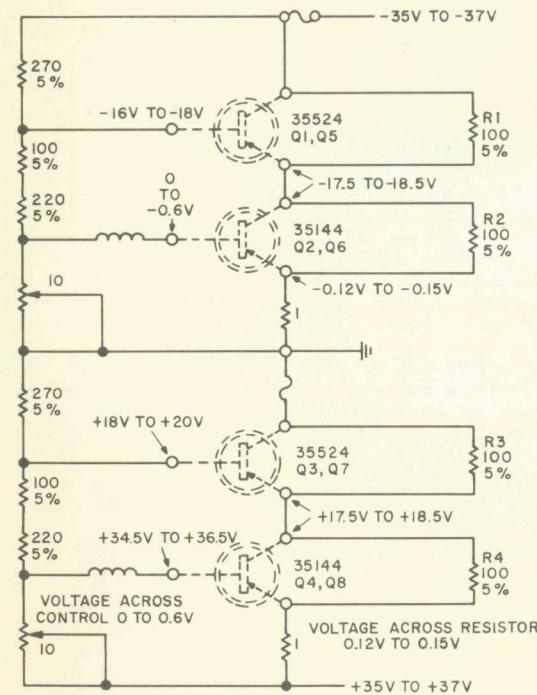 -35V TO -37V
270
5%
-16V TO-18V
35524
Q1,Q5
R1
100
5%
100
5%
0
TO
-0.6V
-17.5 TO-18.5V
220
5%
35144
Q2,Q6
R2
100
5%
10
-0.12V TO -0.15V
1
270
5%
+18V TO +20V
35524
Q3,Q7
R3
100
5%
100
5%
+17.5V TO +18.5V
220
5%
+34.5V TO +36.5V
35144
Q4,Q8
R4
100
5%
VOLTAGE ACROSS
CONTROL 0 TO 0.6V
10
1
VOLTAGE ACROSS RESISTOR
0.12V TO 0.15V
+35V TO +37V